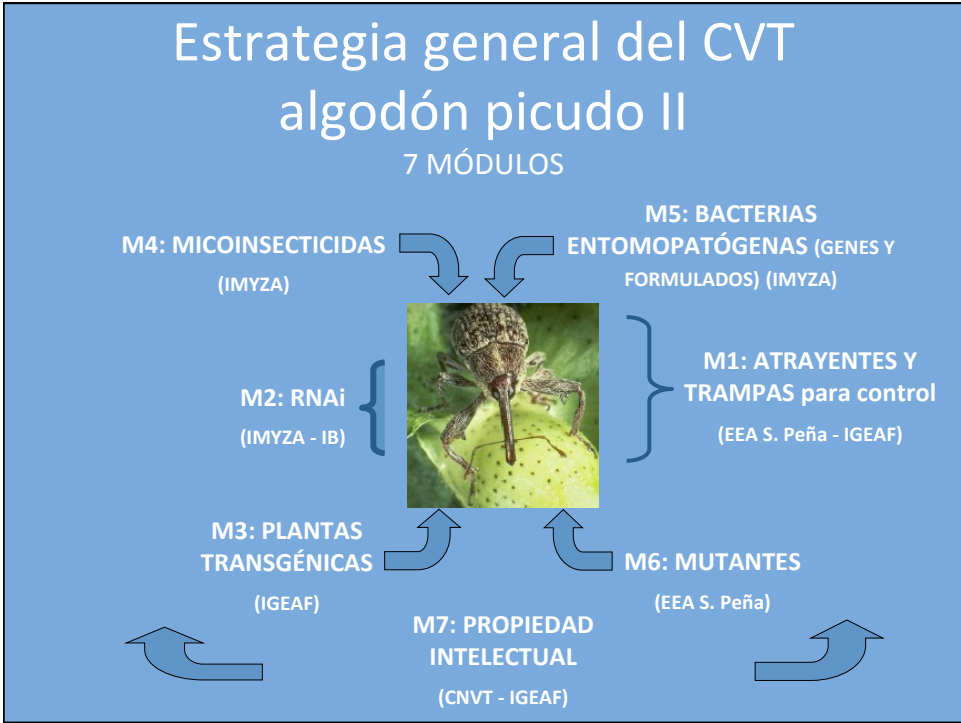 Estrategia general del CVT
algodón picudo II
7 MÓDULOS
M4: MICOINSECTICIDAS
(IMYZA)
M5: BACTERIAS
ENTOMOPATÓGENAS (GENES Y
FORMULADOS) (IMYZA)
M2: RNAi
(IMYZA - IB)
M1: ATRAYENTES Y
TRAMPAS para control
(EEA S. Peña - IGEAF)
M3: PLANTAS
TRANSGÉNICAS
(IGEAF)
M6: MUTANTES
(EEA S. Peña)
M7: PROPIEDAD
INTELECTUAL
(CNVT - IGEAF)